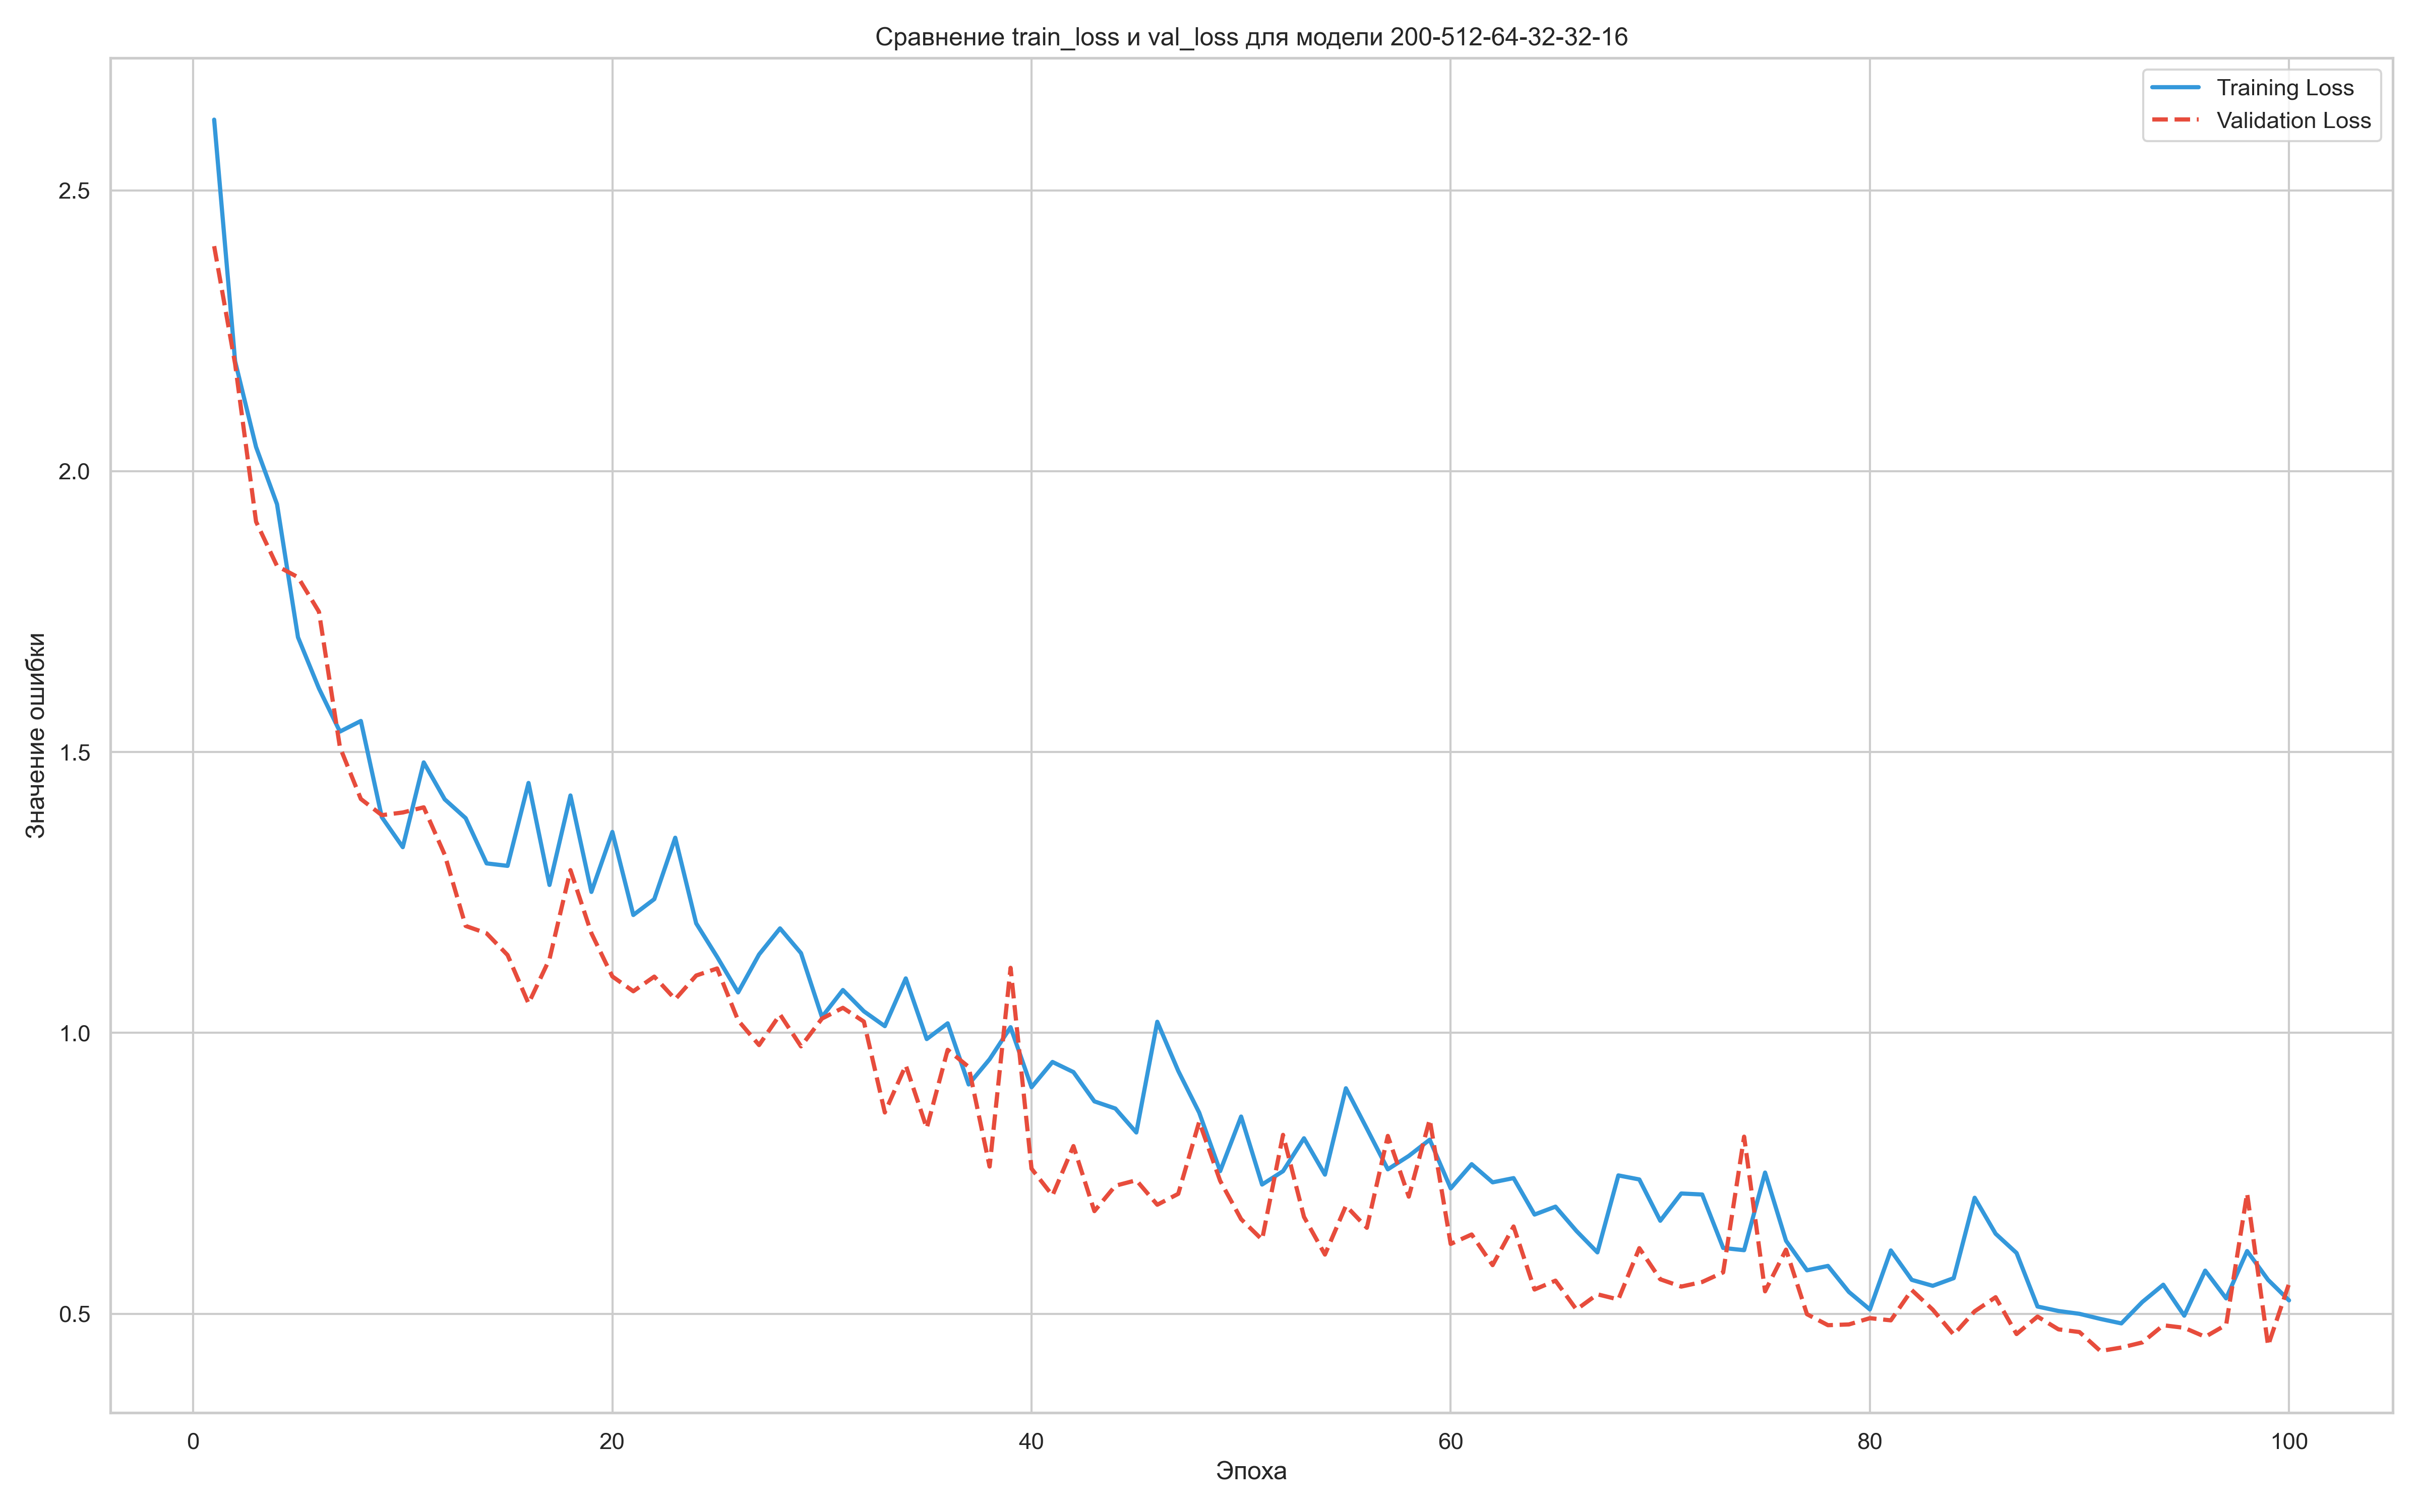 Сравнение train_loss и val_loss для модели 200-512-64-32-32-16
Training Loss
Validation Loss
2.5
2.0
1.5
1.0
0.5
Значение ошибки
0
20
40
60
80
100
Эпоха